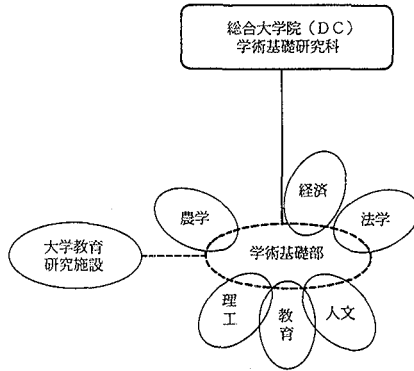 総合大学院（DC）
学術基礎研究科
経済
農学
法学
大学教育
研究施設
学術基礎部
理工
教育
人文